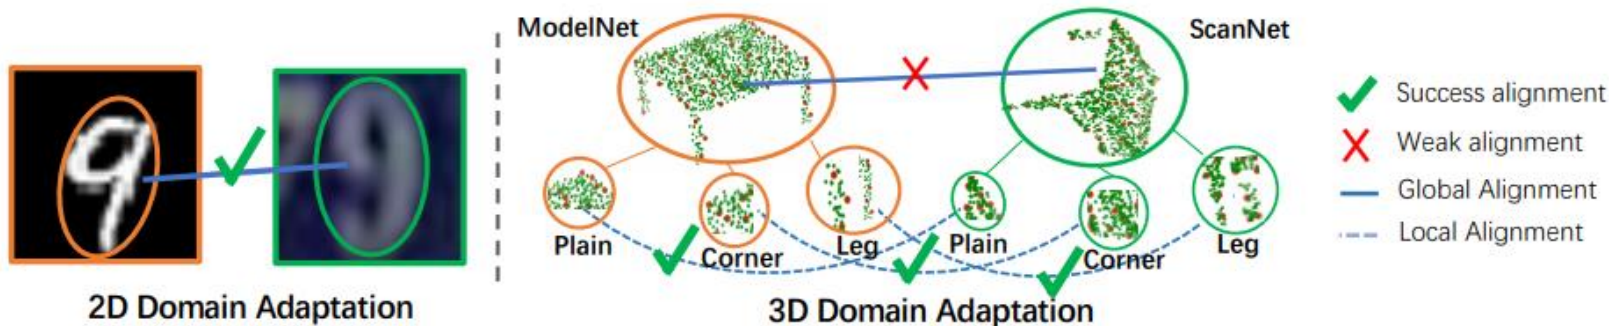 ModelNet
ScanNet
Plain
Corner
Leg
Plain
Corner
Leg
Success alignment
Weak alignment
Global Alignment
Local Alignment
2D Domain Adaptation
3D Domain Adaptation